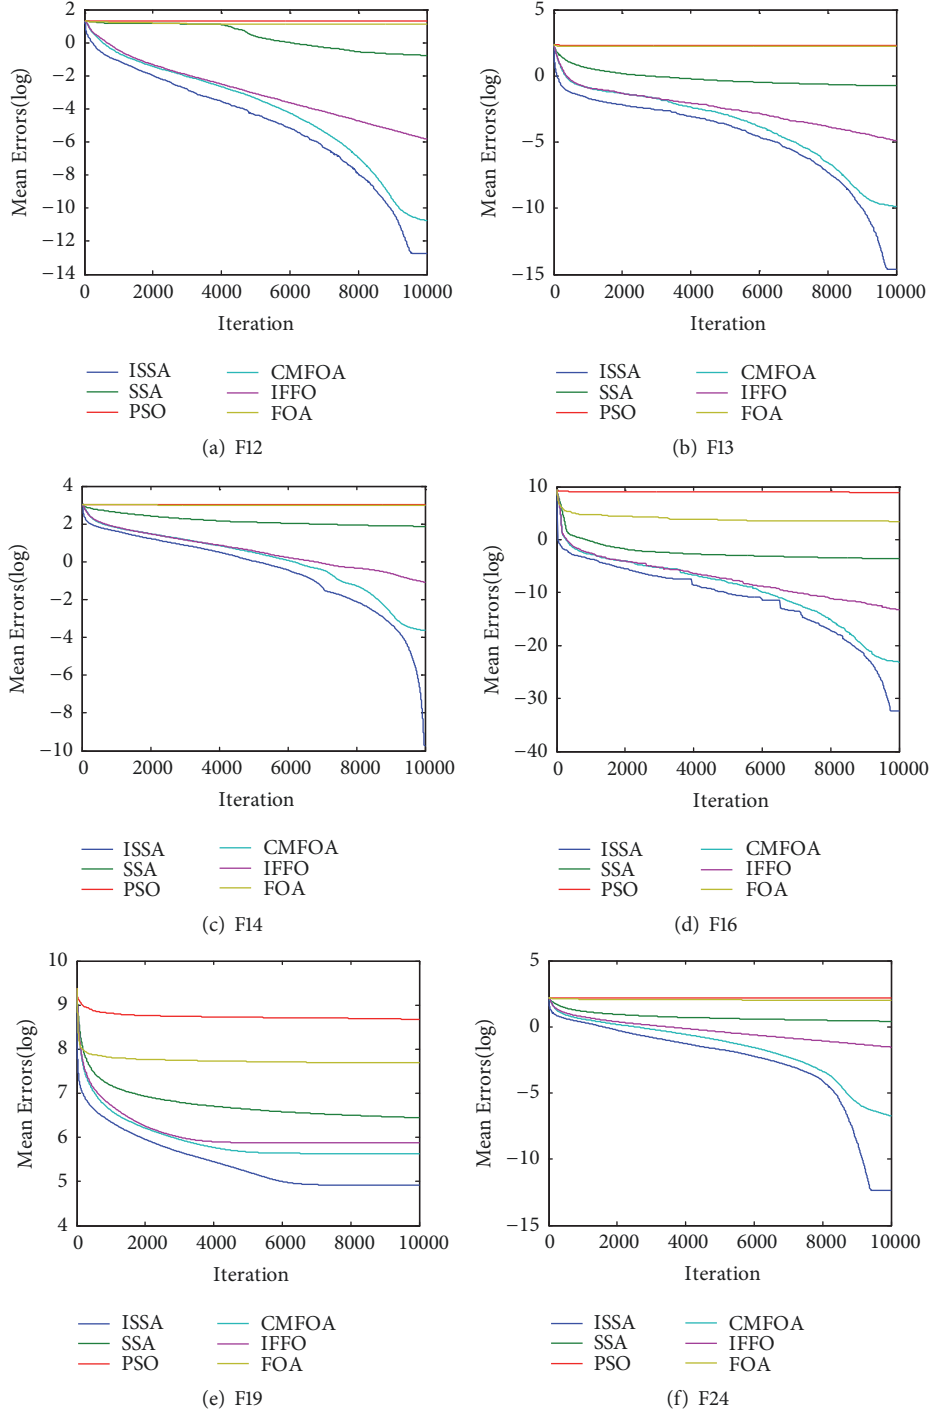 2
0
−2
−4
−6
−8
−10
−12
−14
Mean Errors(log)
0 2000 4000 6000 8000 10000
Iteration
ISSA CMFOA
SSA IFFO
PSO FOA
(a) F12
5
0
−5
−10
−15
Mean Errors(log)
0 2000 4000 6000 8000 10000
Iteration
ISSA CMFOA
SSA IFFO
PSO FOA
(b) F13
4
2
0
−2
−4
−6
−8
−10
Mean Errors(log)
0 2000 4000 6000 8000 10000
Iteration
ISSA CMFOA
SSA IFFO
PSO FOA
(c) F14
10
0
−10
−20
−30
−40
Mean Errors(log)
0 2000 4000 6000 8000 10000
Iteration
ISSA CMFOA
SSA IFFO
PSO FOA
(d) F16
10
9
8
7
6
5
4
Mean Errors(log)
0 2000 4000 6000 8000 10000
Iteration
ISSA CMFOA
SSA IFFO
PSO FOA
(e) F19
5
0
−5
−10
−15
Mean Errors(log)
0 2000 4000 6000 8000 10000
Iteration
ISSA CMFOA
SSA IFFO
PSO FOA
(f) F24